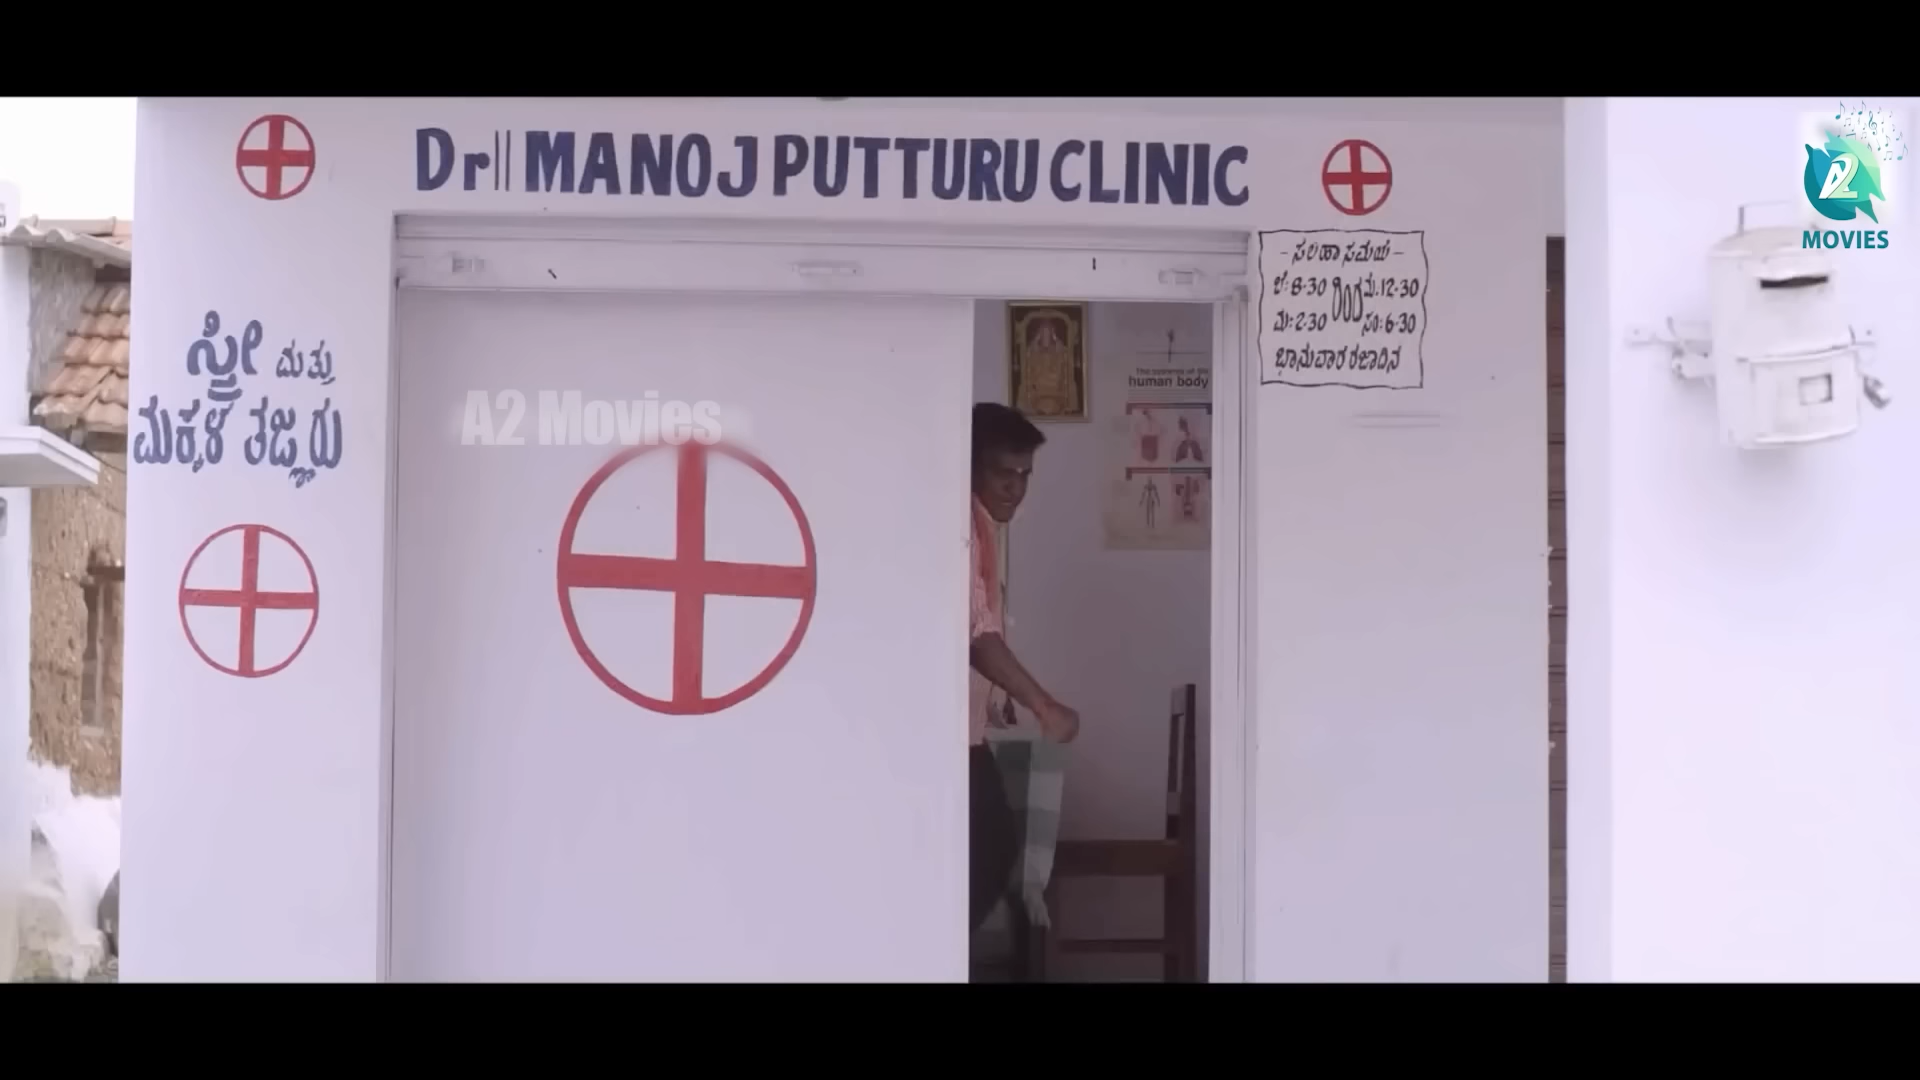 Dr|| MANOJ PUTTURU CLINIC
A2
MOVIES
- ಸಲಹಾ ಸಮಯ -
ಬೆ: 8-30 ರಿಂದ ಮ: 12-30
ಮ: 2-30 ಸಂ: 6-30
ಭಾನುವಾರ ರಜಾದಿನ
ಸ್ತ್ರೀ ಮತ್ತು
ಮಕ್ಕಳ ತಜ್ಞರು
A2 Movies
human body